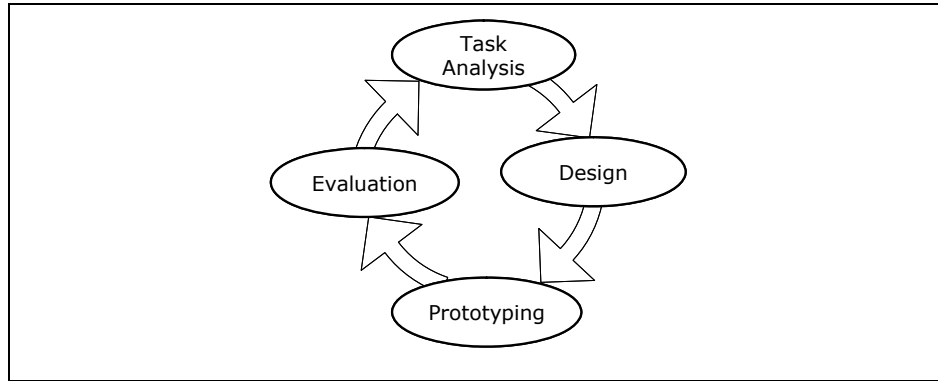 Task
Analysis
Design
Evaluation
Prototyping